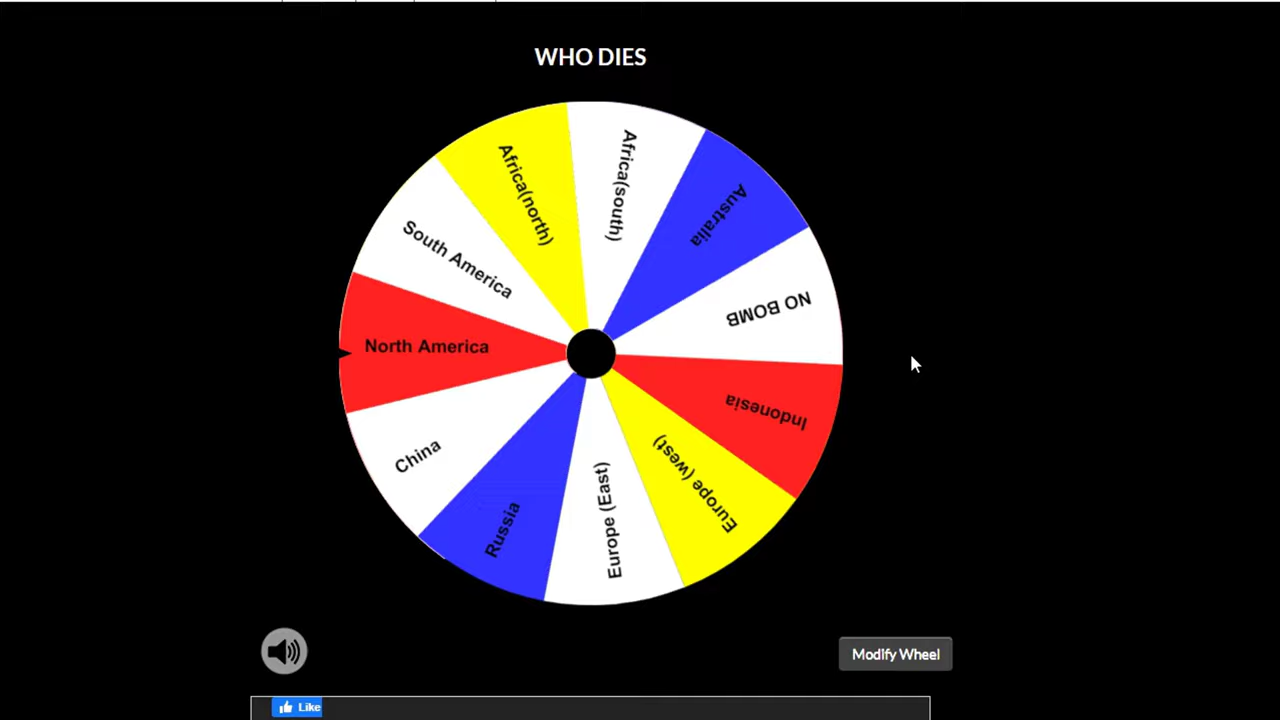 WHO DIES
Africa(north)
Africa(south)
Australia
South America
NO BOMB
North America
Indonesia
China
Europe (west)
Russia
Europe (East)
Modify Wheel
Like